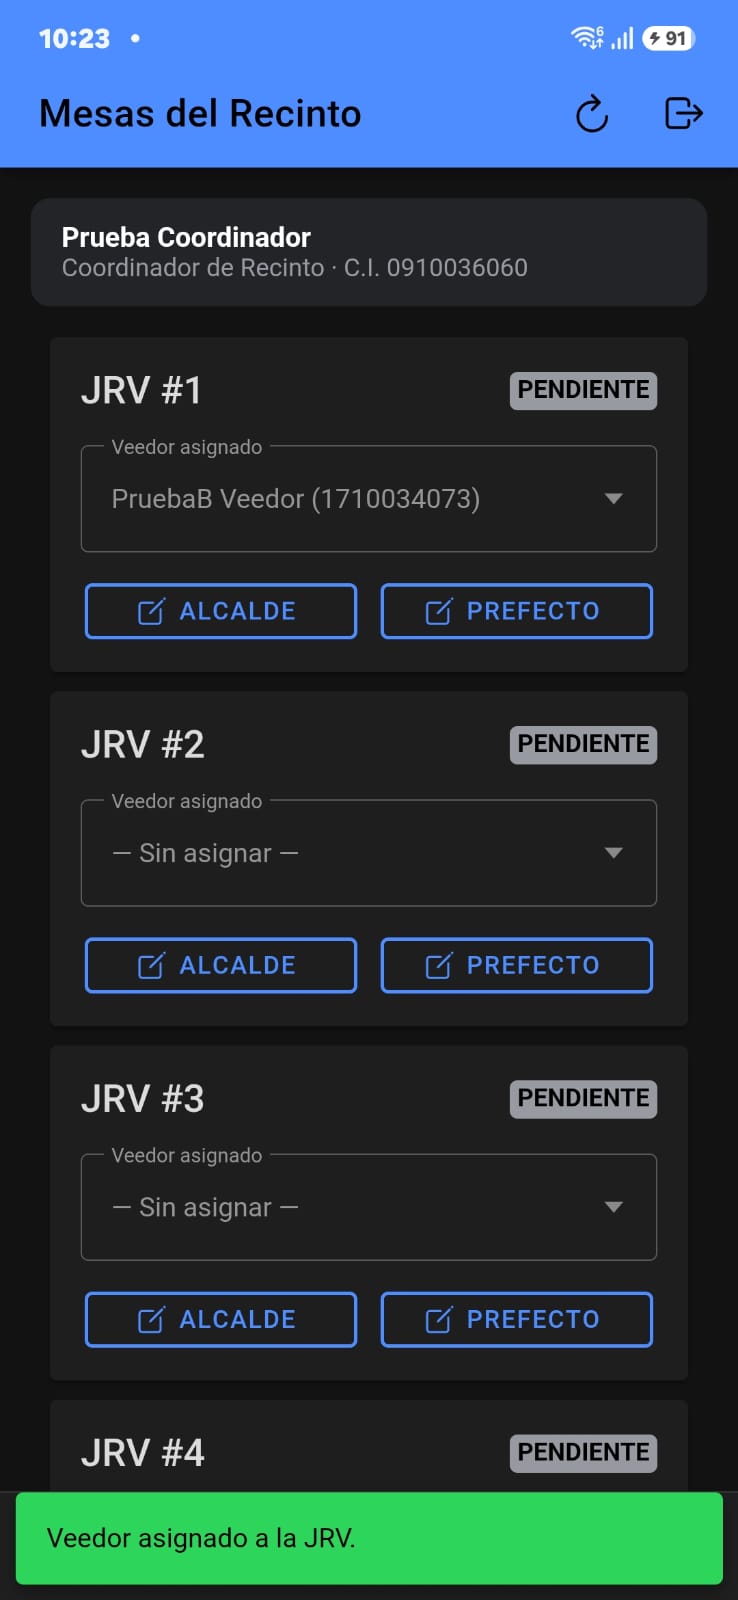 10:23
6
91
Mesas del Recinto
Prueba Coordinador
Coordinador de Recinto · C.I. 0910036060
JRV #1
PENDIENTE
Veedor asignado
PruebaB Veedor (1710034073)
ALCALDE
PREFECTO
JRV #2
PENDIENTE
Veedor asignado
— Sin asignar —
ALCALDE
PREFECTO
JRV #3
PENDIENTE
Veedor asignado
— Sin asignar —
ALCALDE
PREFECTO
JRV #4
PENDIENTE
Veedor asignado a la JRV.